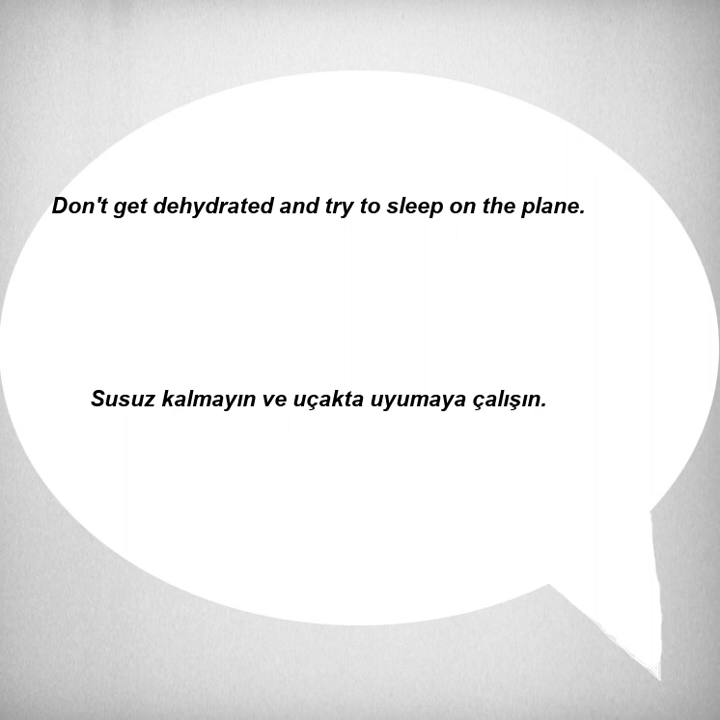 Don't get dehydrated and try to sleep on the plane.
Susuz kalmayın ve uçakta uyumaya çalışın.